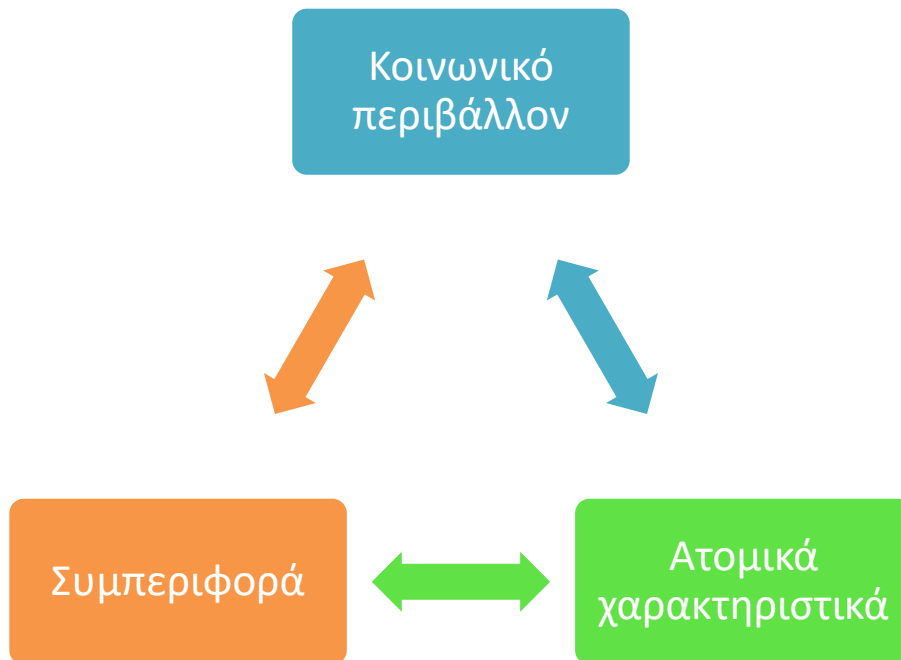 Κοινωνικό
περιβάλλον
Συμπεριφορά
Ατομικά
χαρακτηριστικά